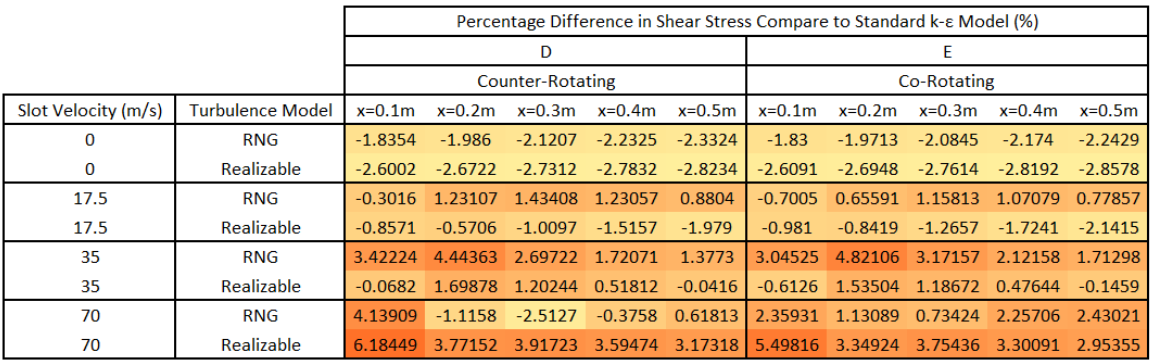 Percentage Difference in Shear Stress Compare to Standard k-ε Model (%)
D E
Counter-Rotating Co-Rotating
Slot Velocity (m/s) Turbulence Model x=0.1m x=0.2m x=0.3m x=0.4m x=0.5m x=0.1m x=0.2m x=0.3m x=0.4m x=0.5m
0 RNG -1.8354 -1.986 -2.1207 -2.2325 -2.3324 -1.83 -1.9713 -2.0845 -2.174 -2.2429
0 Realizable -2.6002 -2.6722 -2.7312 -2.7832 -2.8234 -2.6091 -2.6948 -2.7614 -2.8192 -2.8578
17.5 RNG -0.3016 1.23107 1.43408 1.23057 0.8804 -0.7005 0.65591 1.15813 1.07079 0.77857
17.5 Realizable -0.8571 -0.5706 -1.0097 -1.5157 -1.979 -0.981 -0.8419 -1.2657 -1.7241 -2.1415
35 RNG 3.42224 4.44363 2.69722 1.72071 1.3773 3.04525 4.82106 3.17157 2.12158 1.71298
35 Realizable -0.0682 1.69878 1.20244 0.51812 -0.0416 -0.6126 1.53504 1.18672 0.47644 -0.1459
70 RNG 4.13909 -1.1158 -2.5127 -0.3758 0.61813 2.35931 1.13089 0.73424 2.25706 2.43021
70 Realizable 6.18449 3.77152 3.91723 3.59474 3.17318 5.49816 3.34924 3.75436 3.30091 2.95355